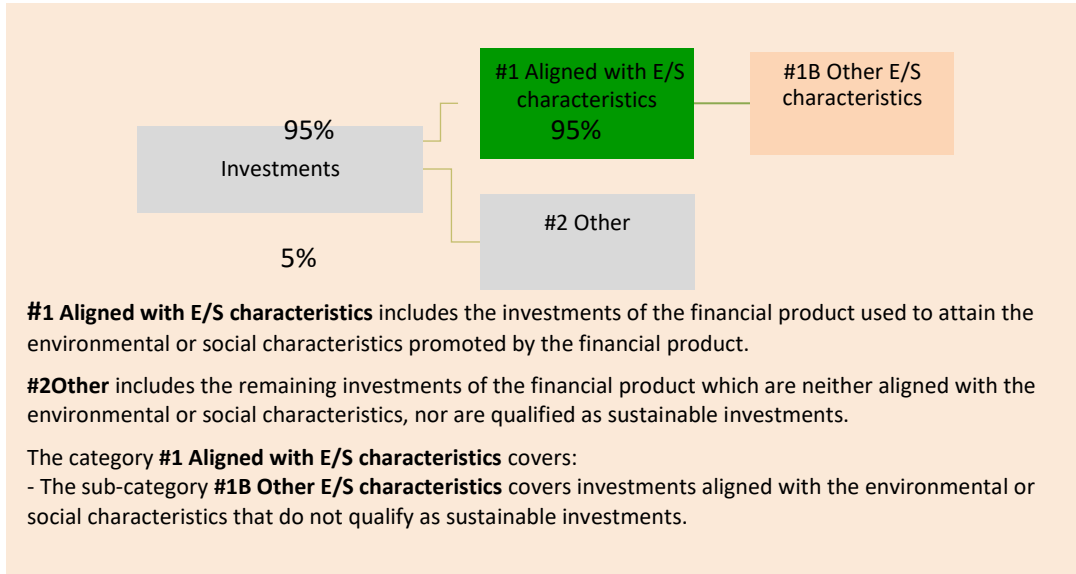 #1 Aligned with E/S
characteristics
95%
#1B Other E/S
characteristics
95%
Investments
#2 Other
5%
#1 Aligned with E/S characteristics includes the investments of the financial product used to attain the
environmental or social characteristics promoted by the financial product.
#2Other includes the remaining investments of the financial product which are neither aligned with the
environmental or social characteristics, nor are qualified as sustainable investments.
The category #1 Aligned with E/S characteristics covers:
- The sub-category #1B Other E/S characteristics covers investments aligned with the environmental or
social characteristics that do not qualify as sustainable investments.